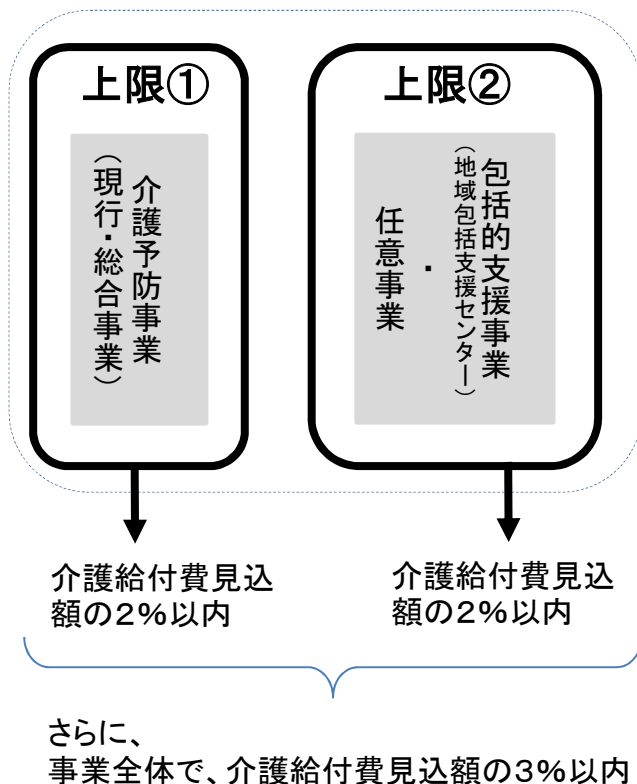 上限①
介護予防事業
(現行・総合事業)
上限②
包括的支援事業
(地域包括支援センター)
・
任意事業
介護給付費見込
額の2%以内
介護給付費見込
額の2%以内
さらに、
事業全体で、介護給付費見込額の3%以内